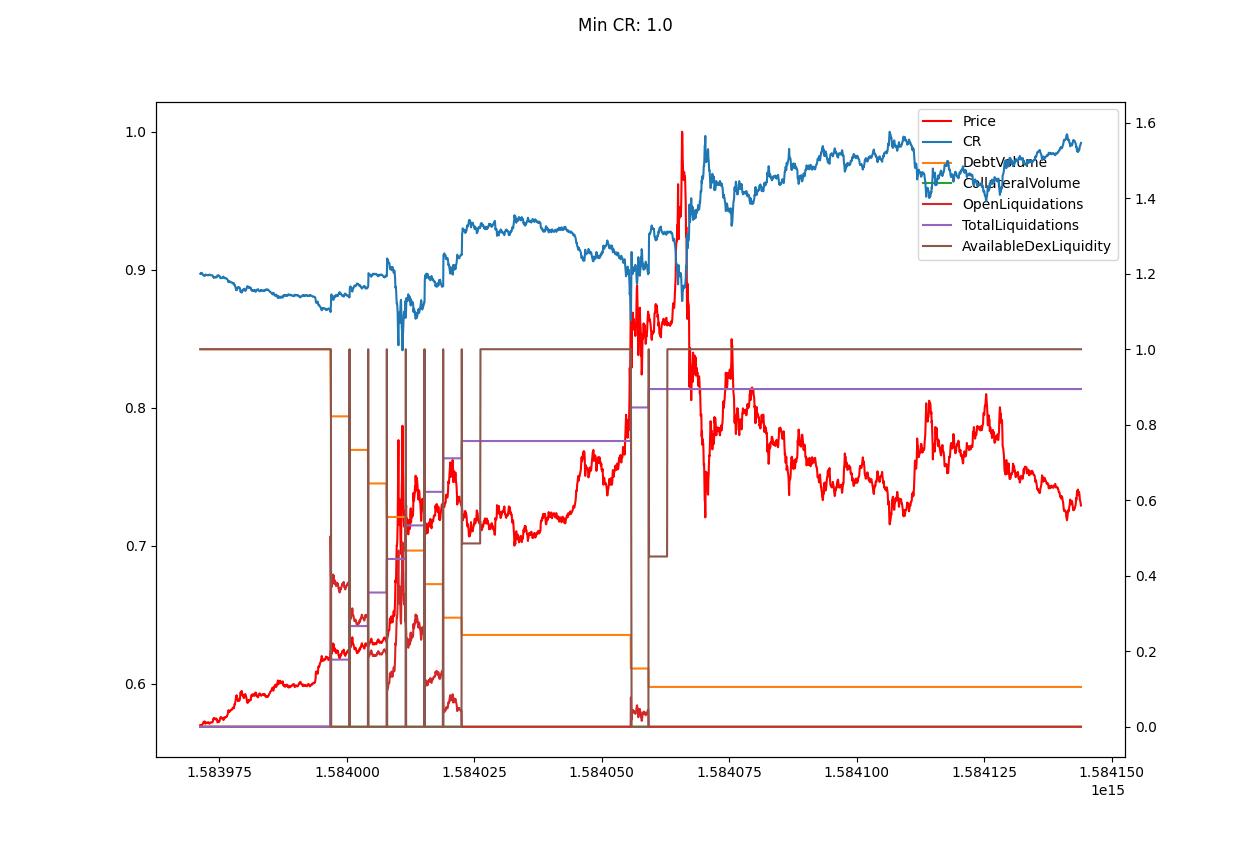 Min CR: 1.0
1.0
0.9
0.8
0.7
0.6
1.6
1.4
1.2
1.0
0.8
0.6
0.4
0.2
0.0
Price
CR
DebtVolume
CollateralVolume
OpenLiquidations
TotalLiquidations
AvailableDexLiquidity
1.583975 1.584000 1.584025 1.584050 1.584075 1.584100 1.584125 1.584150
1e15